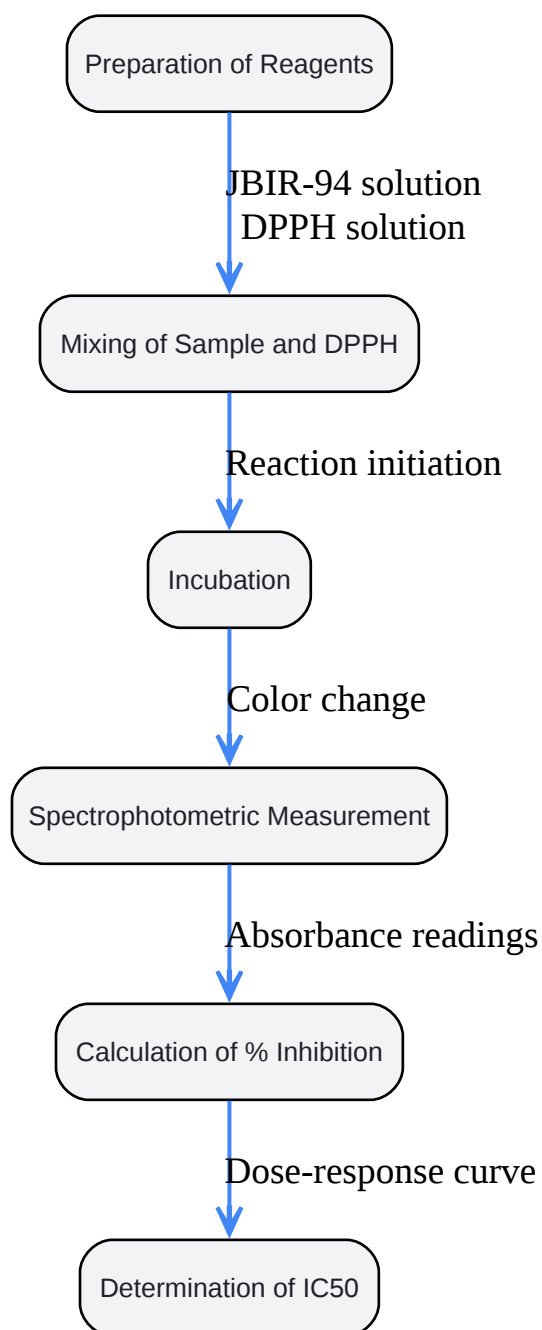 Preparation of Reagents
JBIR-94 solution
DPPH solution
Mixing of Sample and DPPH
Reaction initiation
Incubation
Color change
Spectrophotometric Measurement
Absorbance readings
Calculation of % Inhibition
Dose-response curve
Determination of IC50